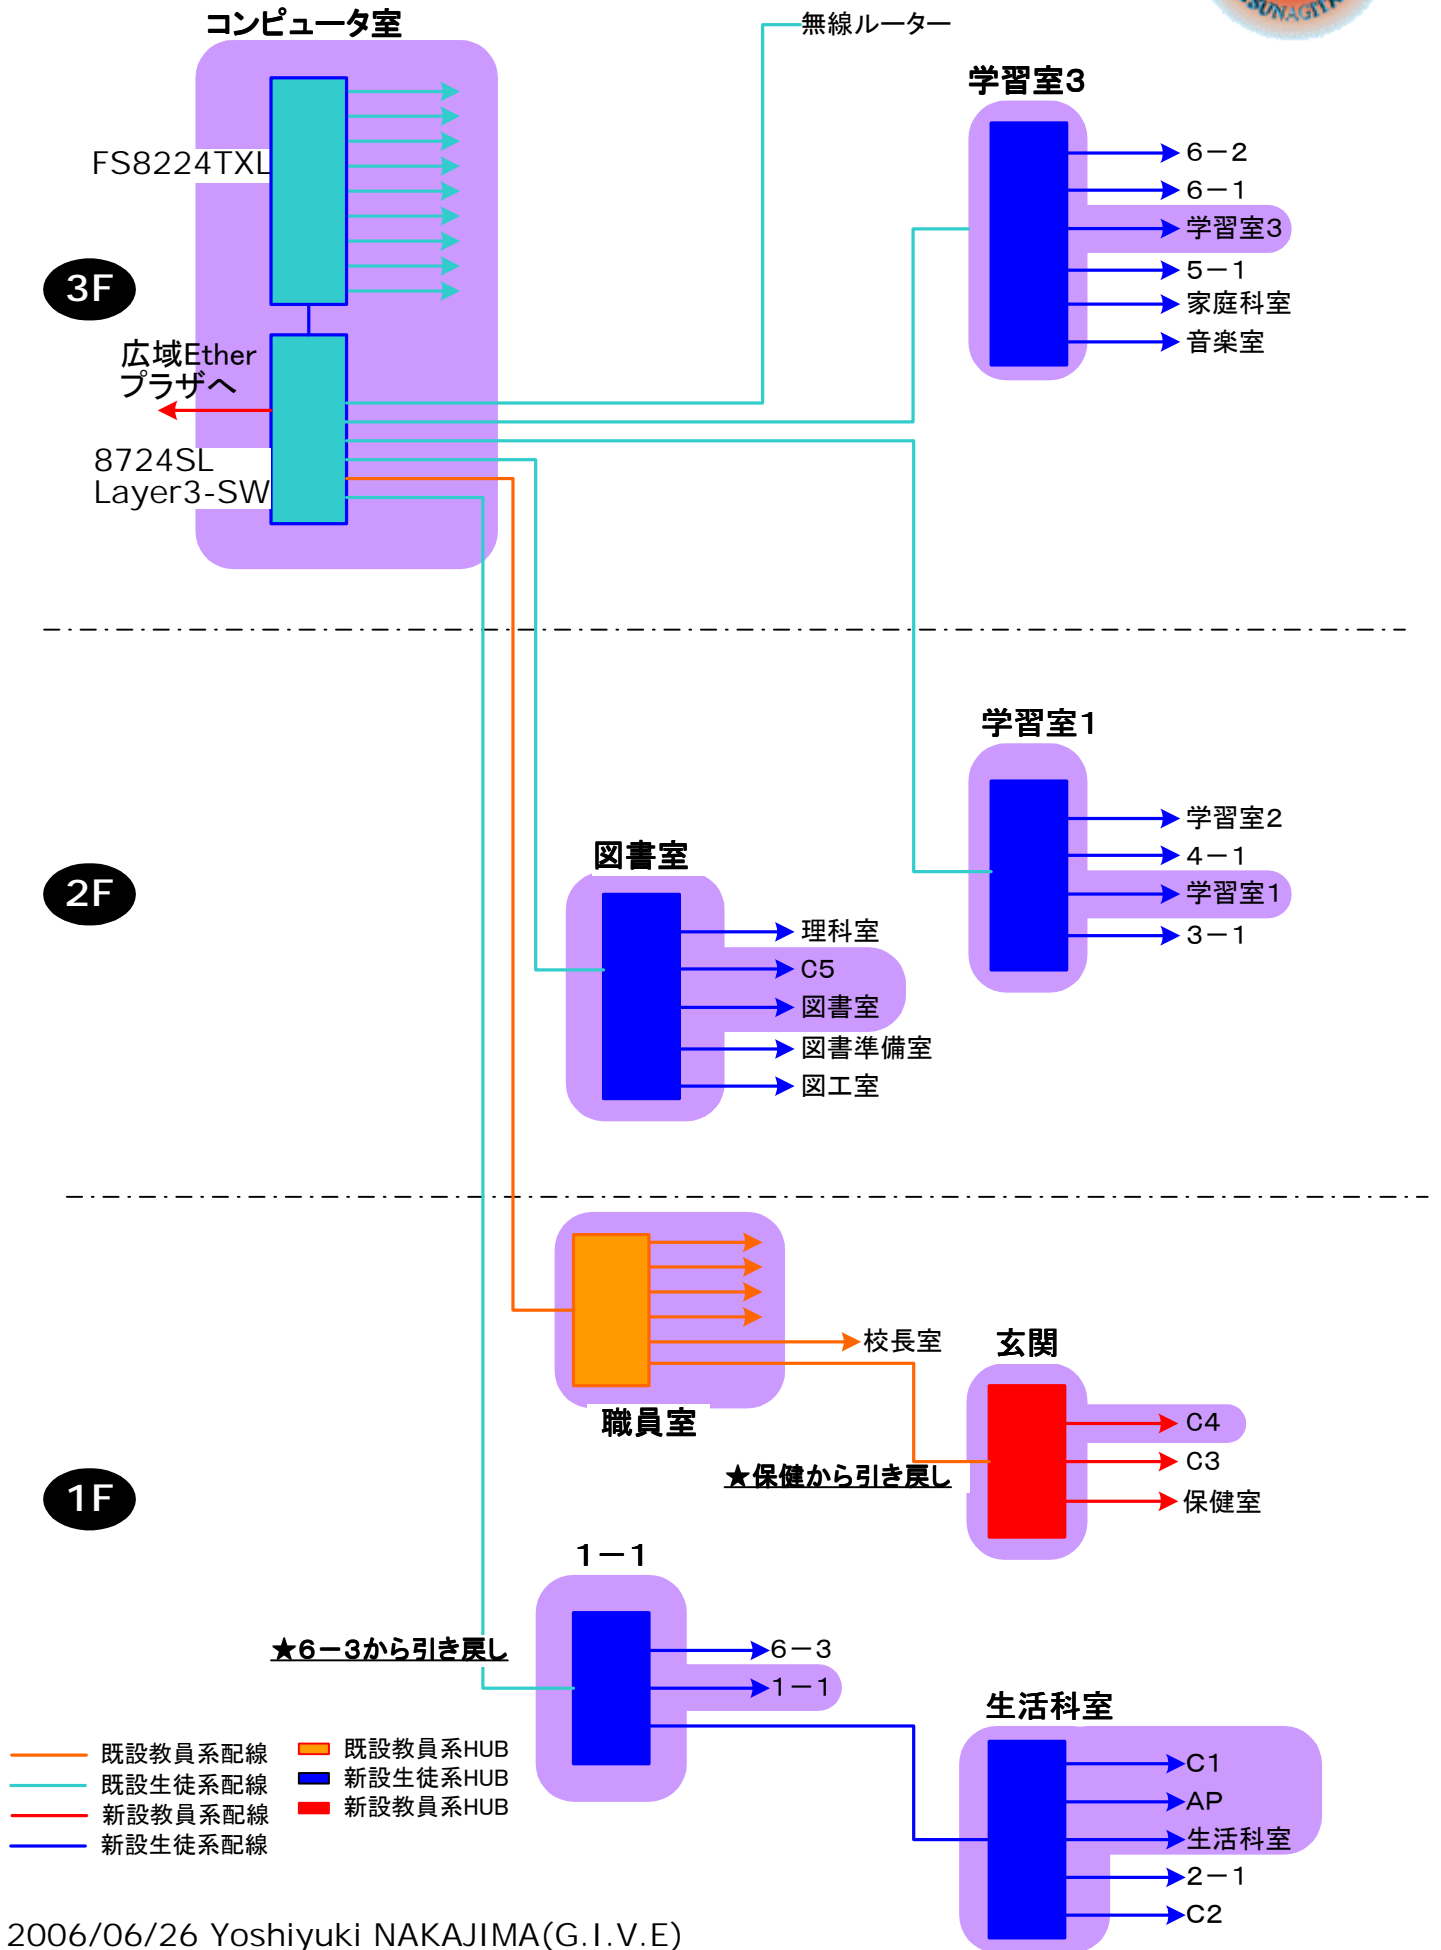 コンピュータ室
無線ルーター
SUNAGIT
学習室3
FS8224TXL
6－2
6－1
学習室3
5－1
家庭科室
音楽室
3F
広域Ether
プラザへ
8724SL
Layer3-SW
学習室1
学習室2
4－1
学習室1
3－1
図書室
2F
理科室
C5
図書室
図書準備室
図工室
校長室
職員室
玄関
C4
C3
保健室
★保健から引き戻し
1F
1－1
★6－3から引き戻し
6－3
1－1
生活科室
C1
AP
生活科室
2－1
C2
既設教員系配線
既設生徒系配線
新設教員系配線
新設生徒系配線
既設教員系HUB
新設生徒系HUB
新設教員系HUB
2006/06/26 Yoshiyuki NAKAJIMA(G.I.V.E)